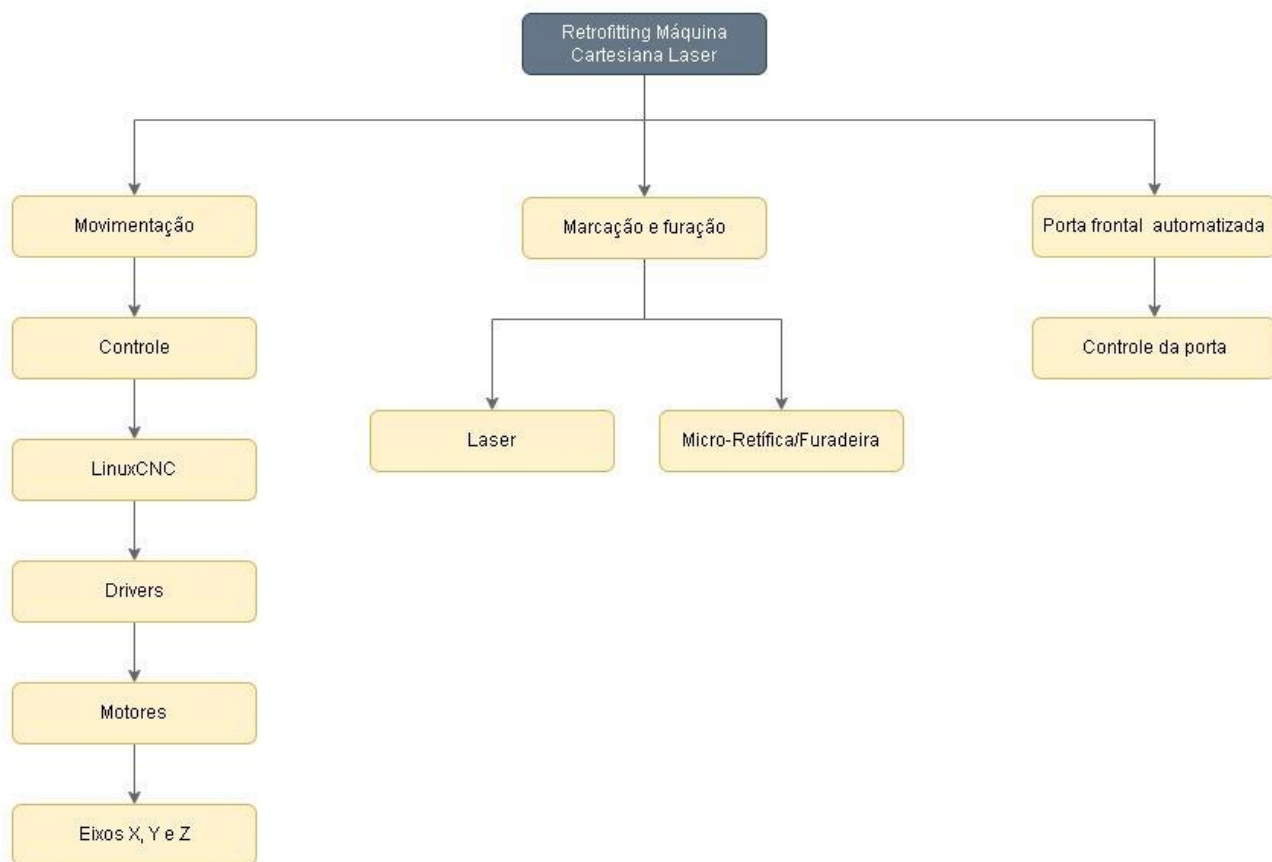 Retrofitting Máquina
Cartesiana Laser
Movimentação
Marcação e furação
Porta frontal automatizada
Controle
Controle da porta
Laser
Micro-Retífica/Furadeira
LinuxCNC
Drivers
Motores
Eixos X, Y e Z